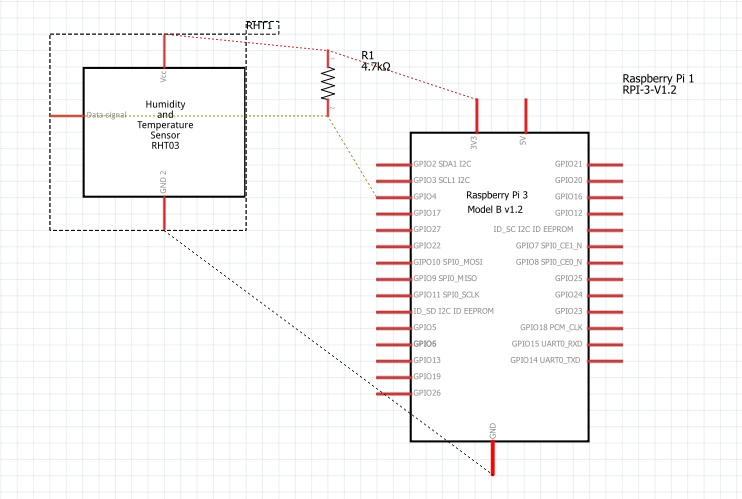 RHT1
Vcc
Data signal
Humidity
and
Temperature
Sensor
RHT03
GND 2
R1
4.7kΩ
Raspberry Pi 1
RPI-3-V1.2
3V3
5V
GPIO2 SDA1 I2C
GPIO3 SCL1 I2C
GPIO4
GPIO17
GPIO27
GPIO22
GIPO10 SPI0_MOSI
GPIO9 SPI0_MISO
GPIO11 SPI0_SCLK
ID_SD I2C ID EEPROM
GPIO5
GPIO6
GPIO13
GPIO19
GPIO26
Raspberry Pi 3
Model B v1.2
GPIO21
GPIO20
GPIO16
GPIO12
ID_SC I2C ID EEPROM
GPIO7 SPI0_CE1_N
GPIO8 SPI0_CE0_N
GPIO25
GPIO24
GPIO23
GPIO18 PCM_CLK
GPIO15 UART0_RXD
GPIO14 UART0_TXD
GND